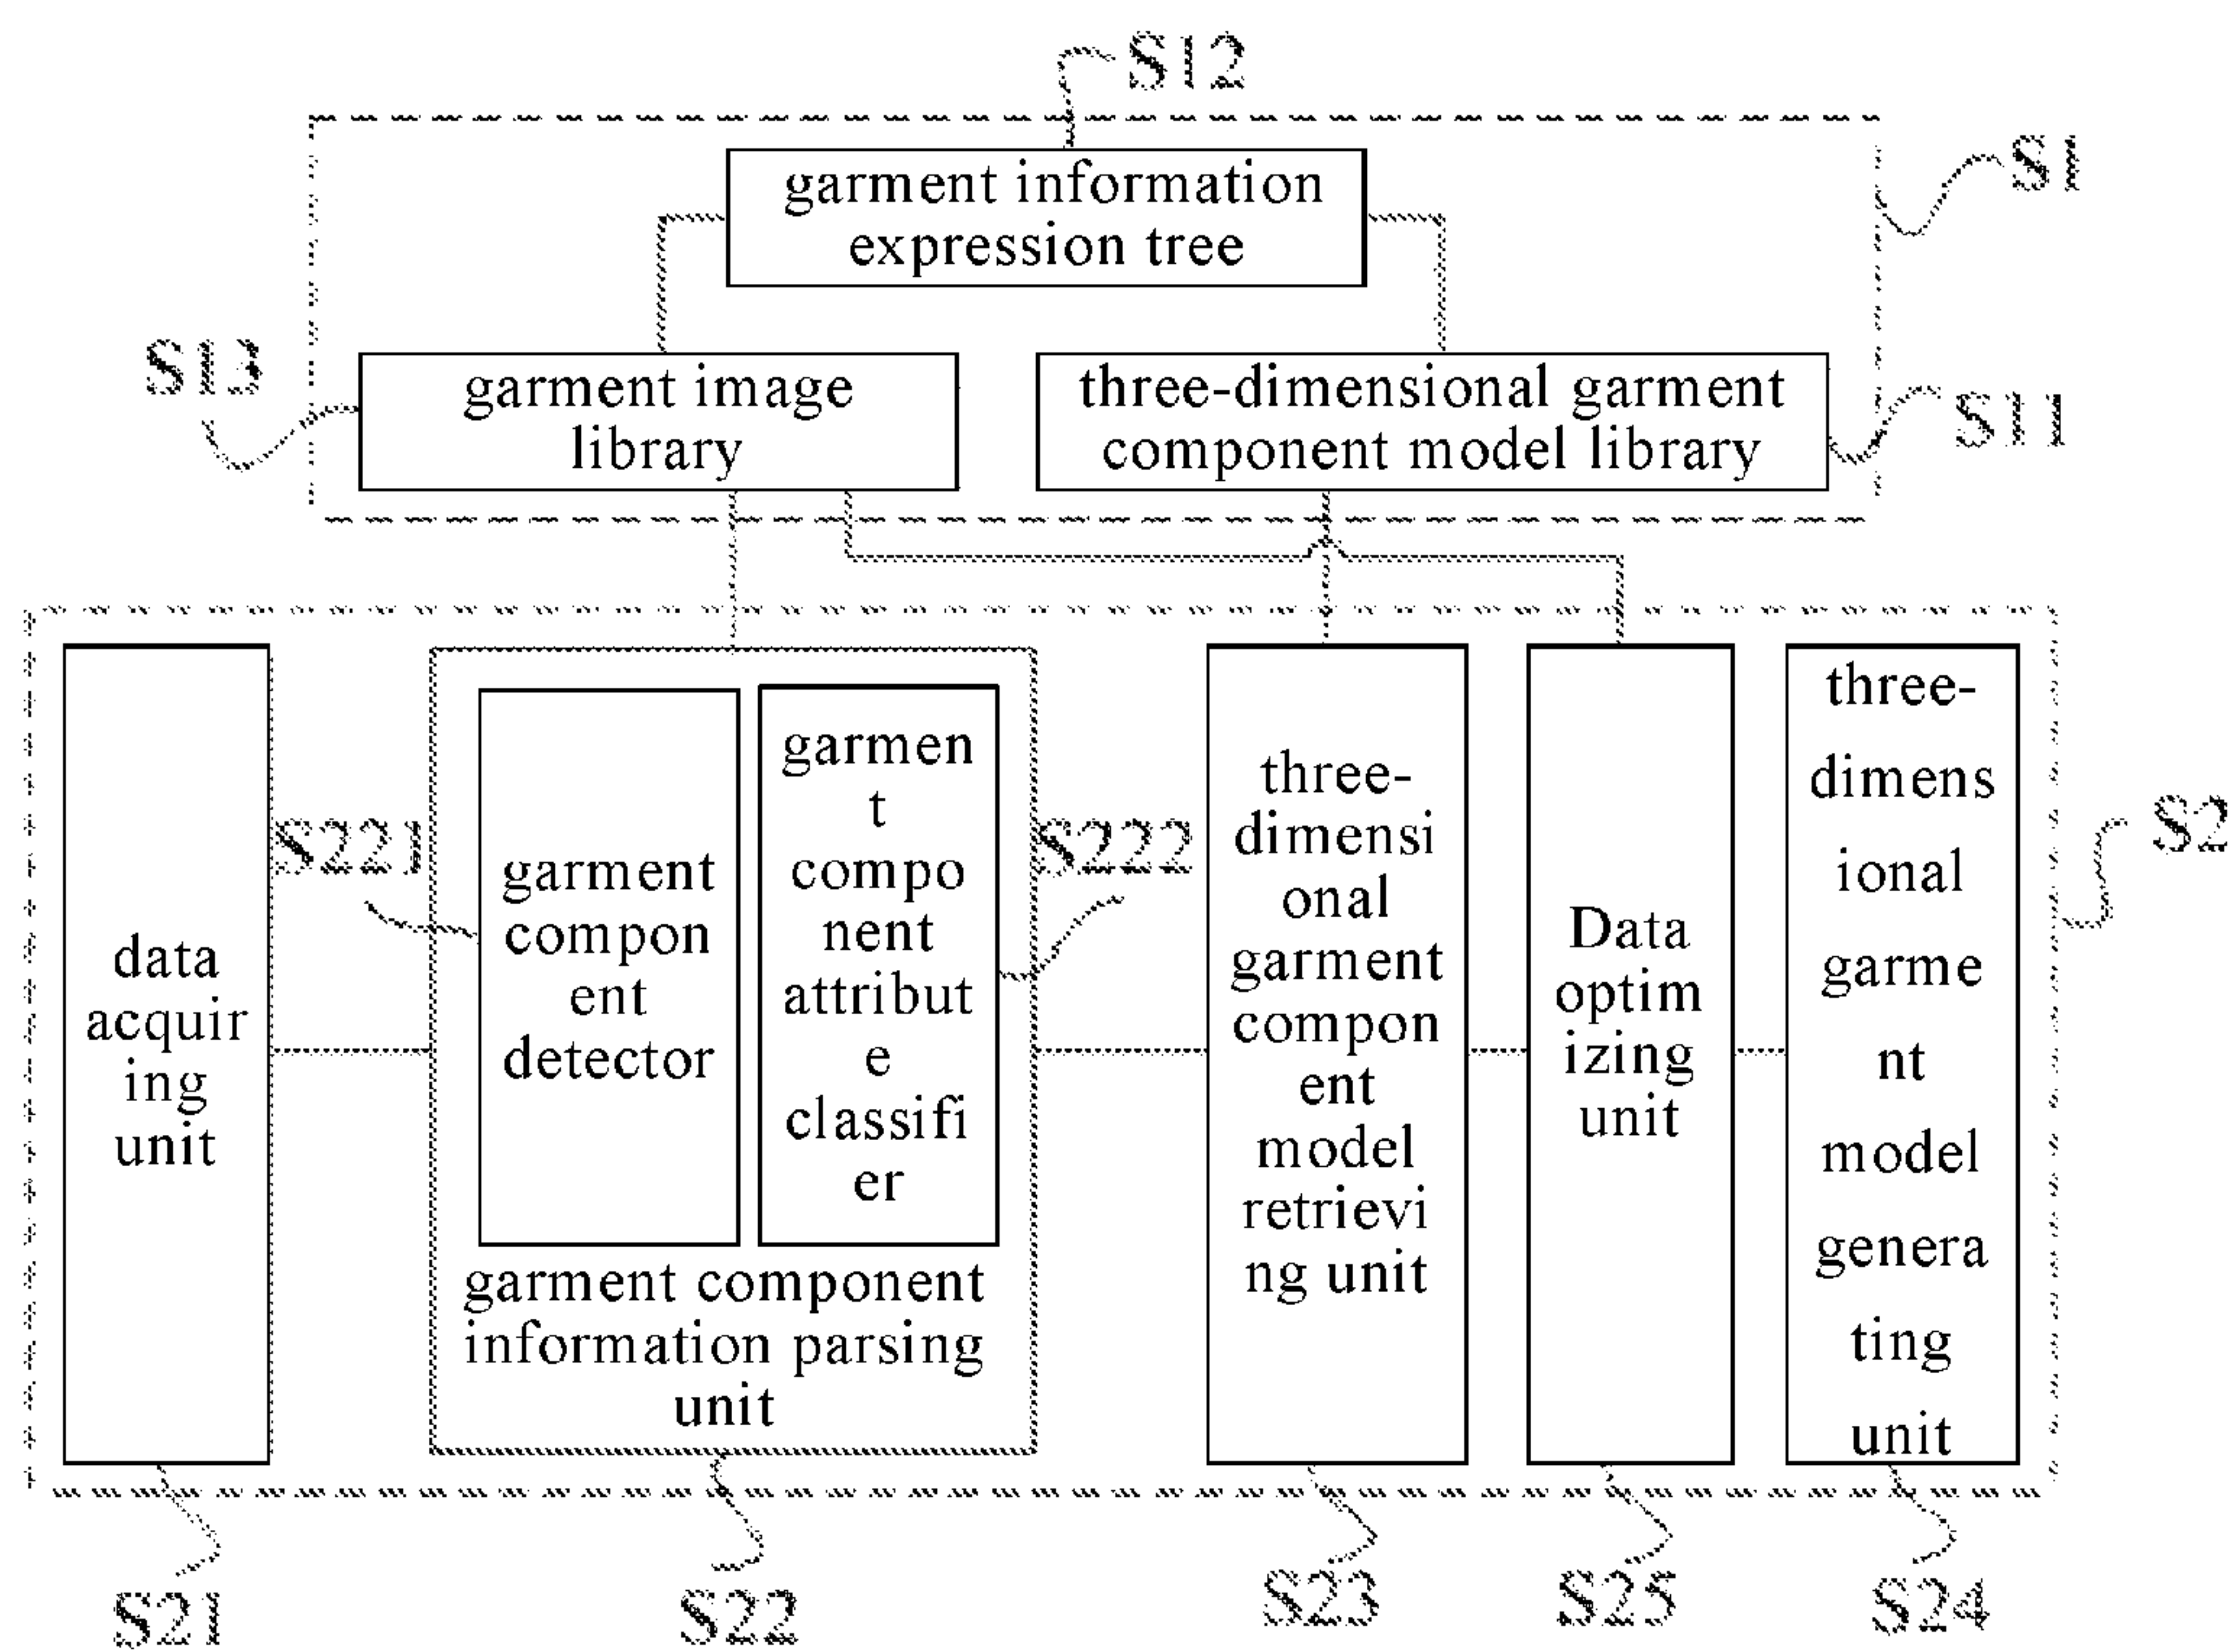 S12
S1
garment information
expression tree
S13
garment image
library
three-dimensional garment
component model library
S11
data
acquir
ing
unit
S221
garment
compon
ent
detector
garmen
t
compo
nent
attribut
e
classifi
er
S222
garment component
information parsing
unit
three-
dimensi
onal
garment
compon
ent
model
retrievi
ng unit
Data
optim
izing
unit
three-
dimens
ional
garme
nt
model
genera
ting
unit
S2
S21
S22
S23
S25
S24